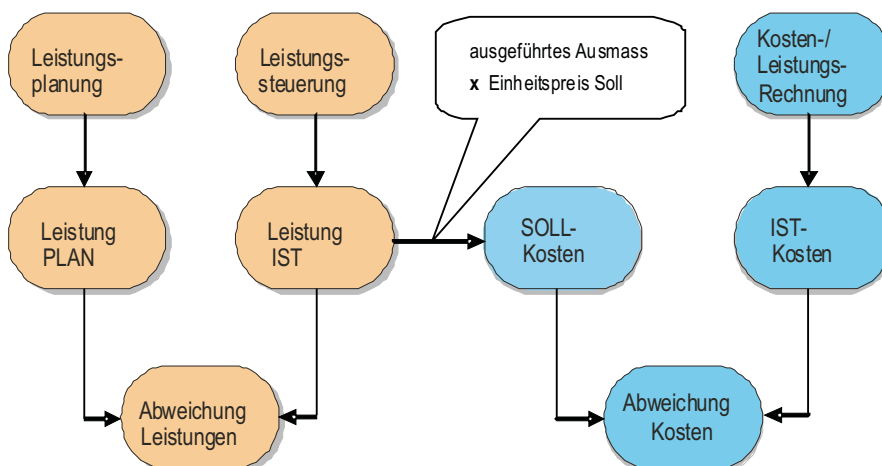 Leistungs-
planung
Leistungss-
steuerung
ausgeführtes Ausmass
x Einheitspreis Soll
Kosten-/
Leistungs-
Rechnung
Leistung
PLAN
Leistung
IST
SOLL-
Kosten
IST-
Kosten
Abweichung
Leistungen
Abweichung
Kosten